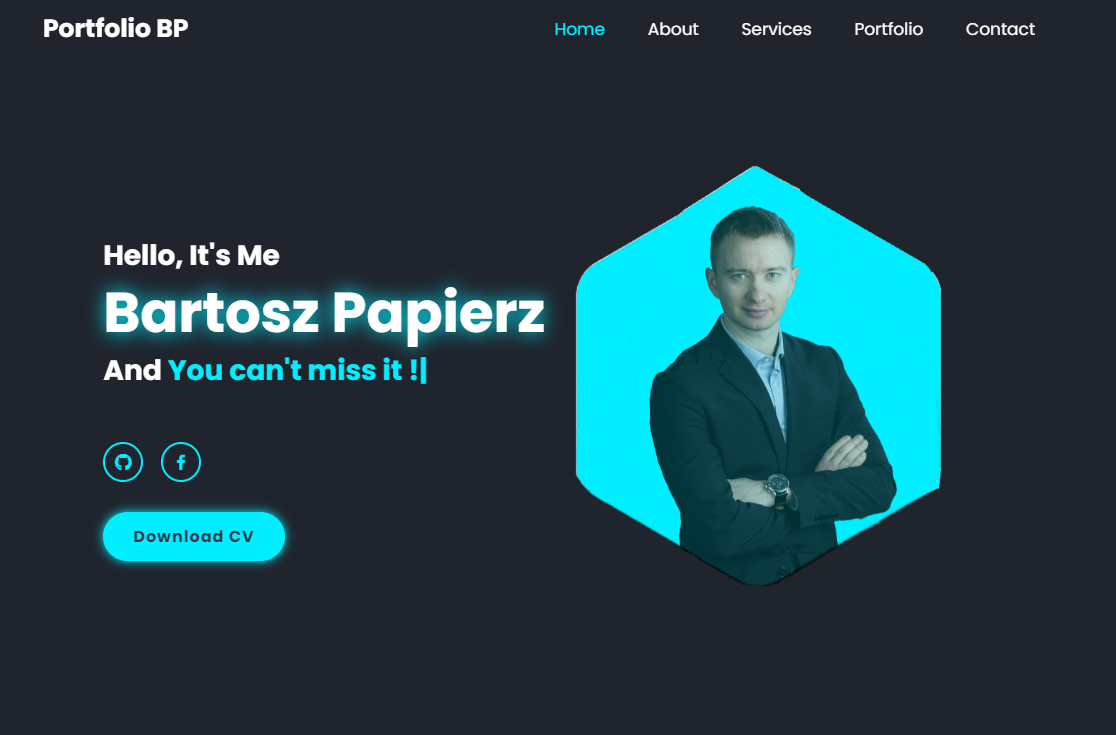 Portfolio BP
Home About Services Portfolio Contact
Hello, It's Me
Bartosz Papierz
And You can't miss it !|
Download CV